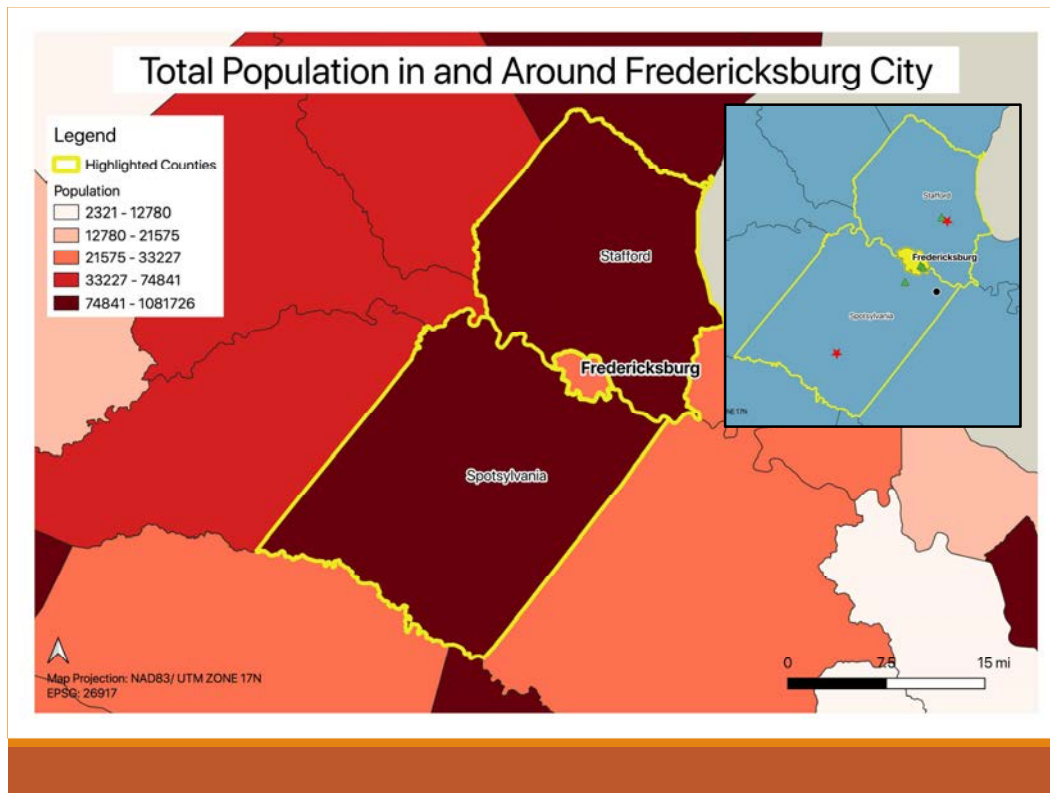 Total Population in and Around Fredericksburg City
Legend
Highlighted Counties
Population
2321 - 12780
12780 - 21575
21575 - 33227
33227 - 74841
74841 - 1081726
Stafford
Fredericksburg
Spotsylvania
Stafford
Fredericksburg
Spotsylvania
NE 17N
Map Projection: NAD83/ UTM ZONE 17N
EPSG: 26917
0 7.5 15 mi